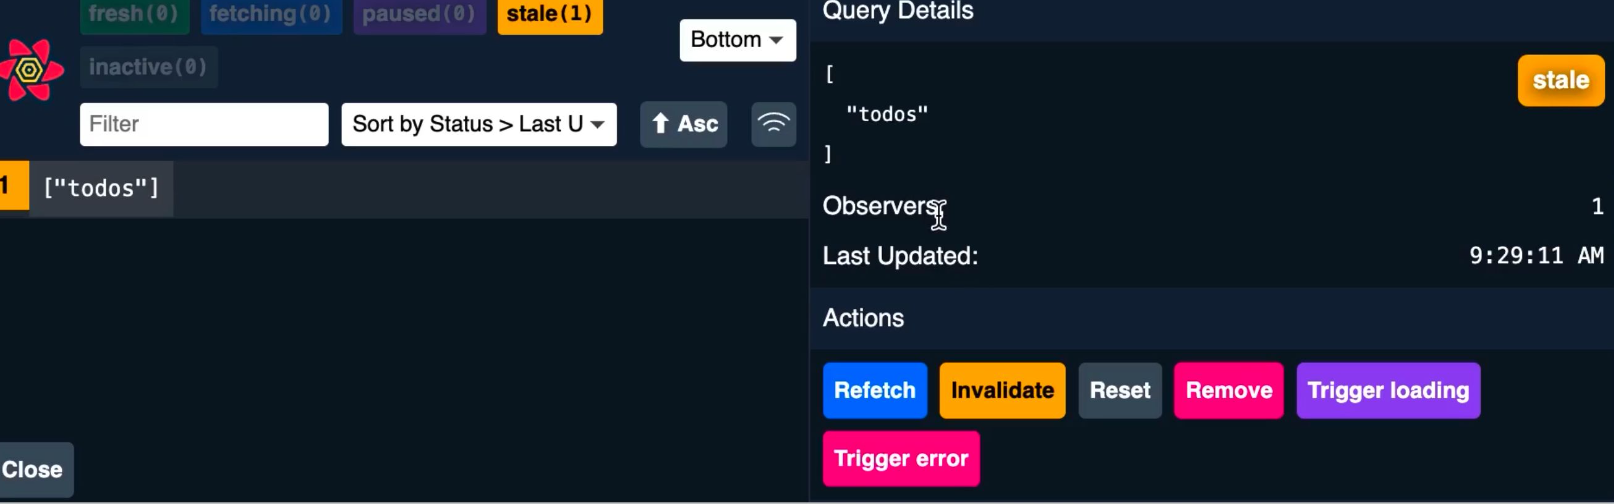 fresh(0) fetching(0) paused(0) stale(1)
inactive(0)
Bottom
Filter
Sort by Status > Last U
Asc
1 ["todos"]
Close
Query Details
[
"todos"
]
stale
Observers: 1
Last Updated: 9:29:11 AM
Actions
Refetch Invalidate Reset Remove Trigger loading
Trigger error